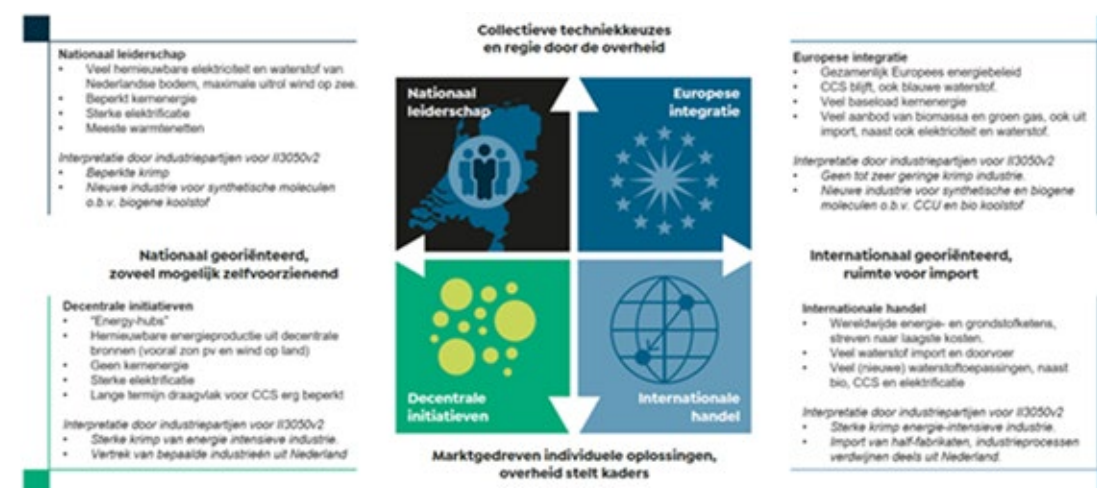 Collectieve techniekkeuzes
en regie door de overheid
Nationaal leiderschap
• Veel hernieuwbare elektriciteit en waterstof van
Nederlandse bodem, maximale uitrol wind op zee.
• Beperkt kernenergie
• Sterke elektrificatie
• Meeste warmtenetten
Interpretatie door industriepartijen voor II3050v2
• Beperkte krimp
• Nieuwe industrie voor synthetische moleculen
o.b.v. biogene koolstof
Nationaal
leiderschap
Europese
integratie
Europese integratie
• Gezamenlijk Europees energiebeleid
• CCS blijft, ook blauwe waterstof.
• Veel baseload kernenergie
• Veel aanbod van biomassa en groen gas, ook uit
import, naast ook elektriciteit en waterstof.
Interpretatie door industriepartijen voor II3050v2
• Geen tot zeer geringe krimp industrie.
• Nieuwe industrie voor synthetische en biogene
moleculen o.b.v. CCU en bio koolstof
Nationaal georiënteerd,
zoveel mogelijk zelfvoorzienend
Internationaal georiënteerd,
ruimte voor import
Decentrale initiatieven
• "Energy-hubs"
• Hernieuwbare energieproductie uit decentrale
bronnen (vooral zon pv en wind op land)
• Geen kernenergie
• Sterke elektrificatie
• Lange termijn draagvlak voor CCS erg beperkt
Interpretatie door industriepartijen voor II3050v2
• Sterke krimp van energie intensieve industrie.
• Vertrek van bepaalde industrieën uit Nederland
Decentrale
initiatieven
Internationale
handel
Internationale handel
• Wereldwijde energie- en grondstofketens,
streven naar laagste kosten.
• Veel waterstof import en doorvoer
• Veel (nieuwe) waterstoftoepassingen, naast
bio, CCS en elektrificatie
Interpretatie door industriepartijen voor II3050v2
• Sterke krimp energie-intensieve industrie.
• Import van half-fabrikaten, industrieprocessen
verdwijnen deels uit Nederland.
Marktgedreven individuele oplossingen,
overheid stelt kaders